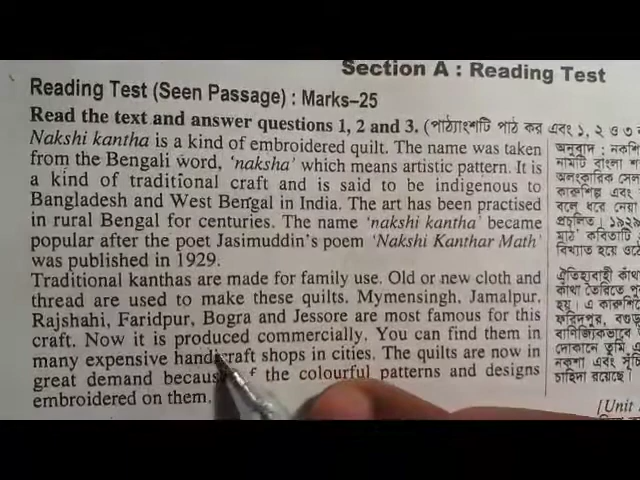 Section A : Reading Test
Reading Test (Seen Passage) : Marks–25
Read the text and answer questions 1, 2 and 3. (পাঠ্যাংশটি পাঠ কর এবং ১, ২ ও ৩
Nakshi kantha is a kind of embroidered quilt. The name was taken
from the Bengali word, ‘naksha’ which means artistic pattern. It is
a kind of traditional craft and is said to be indigenous to
Bangladesh and West Bengal in India. The art has been practised
in rural Bengal for centuries. The name ‘nakshi kantha’ became
popular after the poet Jasimuddin's poem ‘Nakshi Kanthar Math’
was published in 1929.
Traditional kanthas are made for family use. Old or new cloth and
thread are used to make these quilts. Mymensingh, Jamalpur,
Rajshahi, Faridpur, Bogra and Jessore are most famous for this
craft. Now it is produced commercially. You can find them in
many expensive handicraft shops in cities. The quilts are now in
great demand the colourful patterns and designs
embroidered on them.
অনুবাদ : নকশি
নামটি বাংলা
কারুশিল্প এবং
বলে ধরে নেয়া
প্রচলিত। ১৯২৯
কবিতাটি
বিখ্যাত হয়ে ওঠে
ঐতিহ্যবাহী কাঁথা
কাঁথা তৈরিতে
হয়। এ কারুশিল্প
ফরিদপুর,
দোকানে তুমি
নকশা এবং
চাহিদা রয়েছে।
[Unit